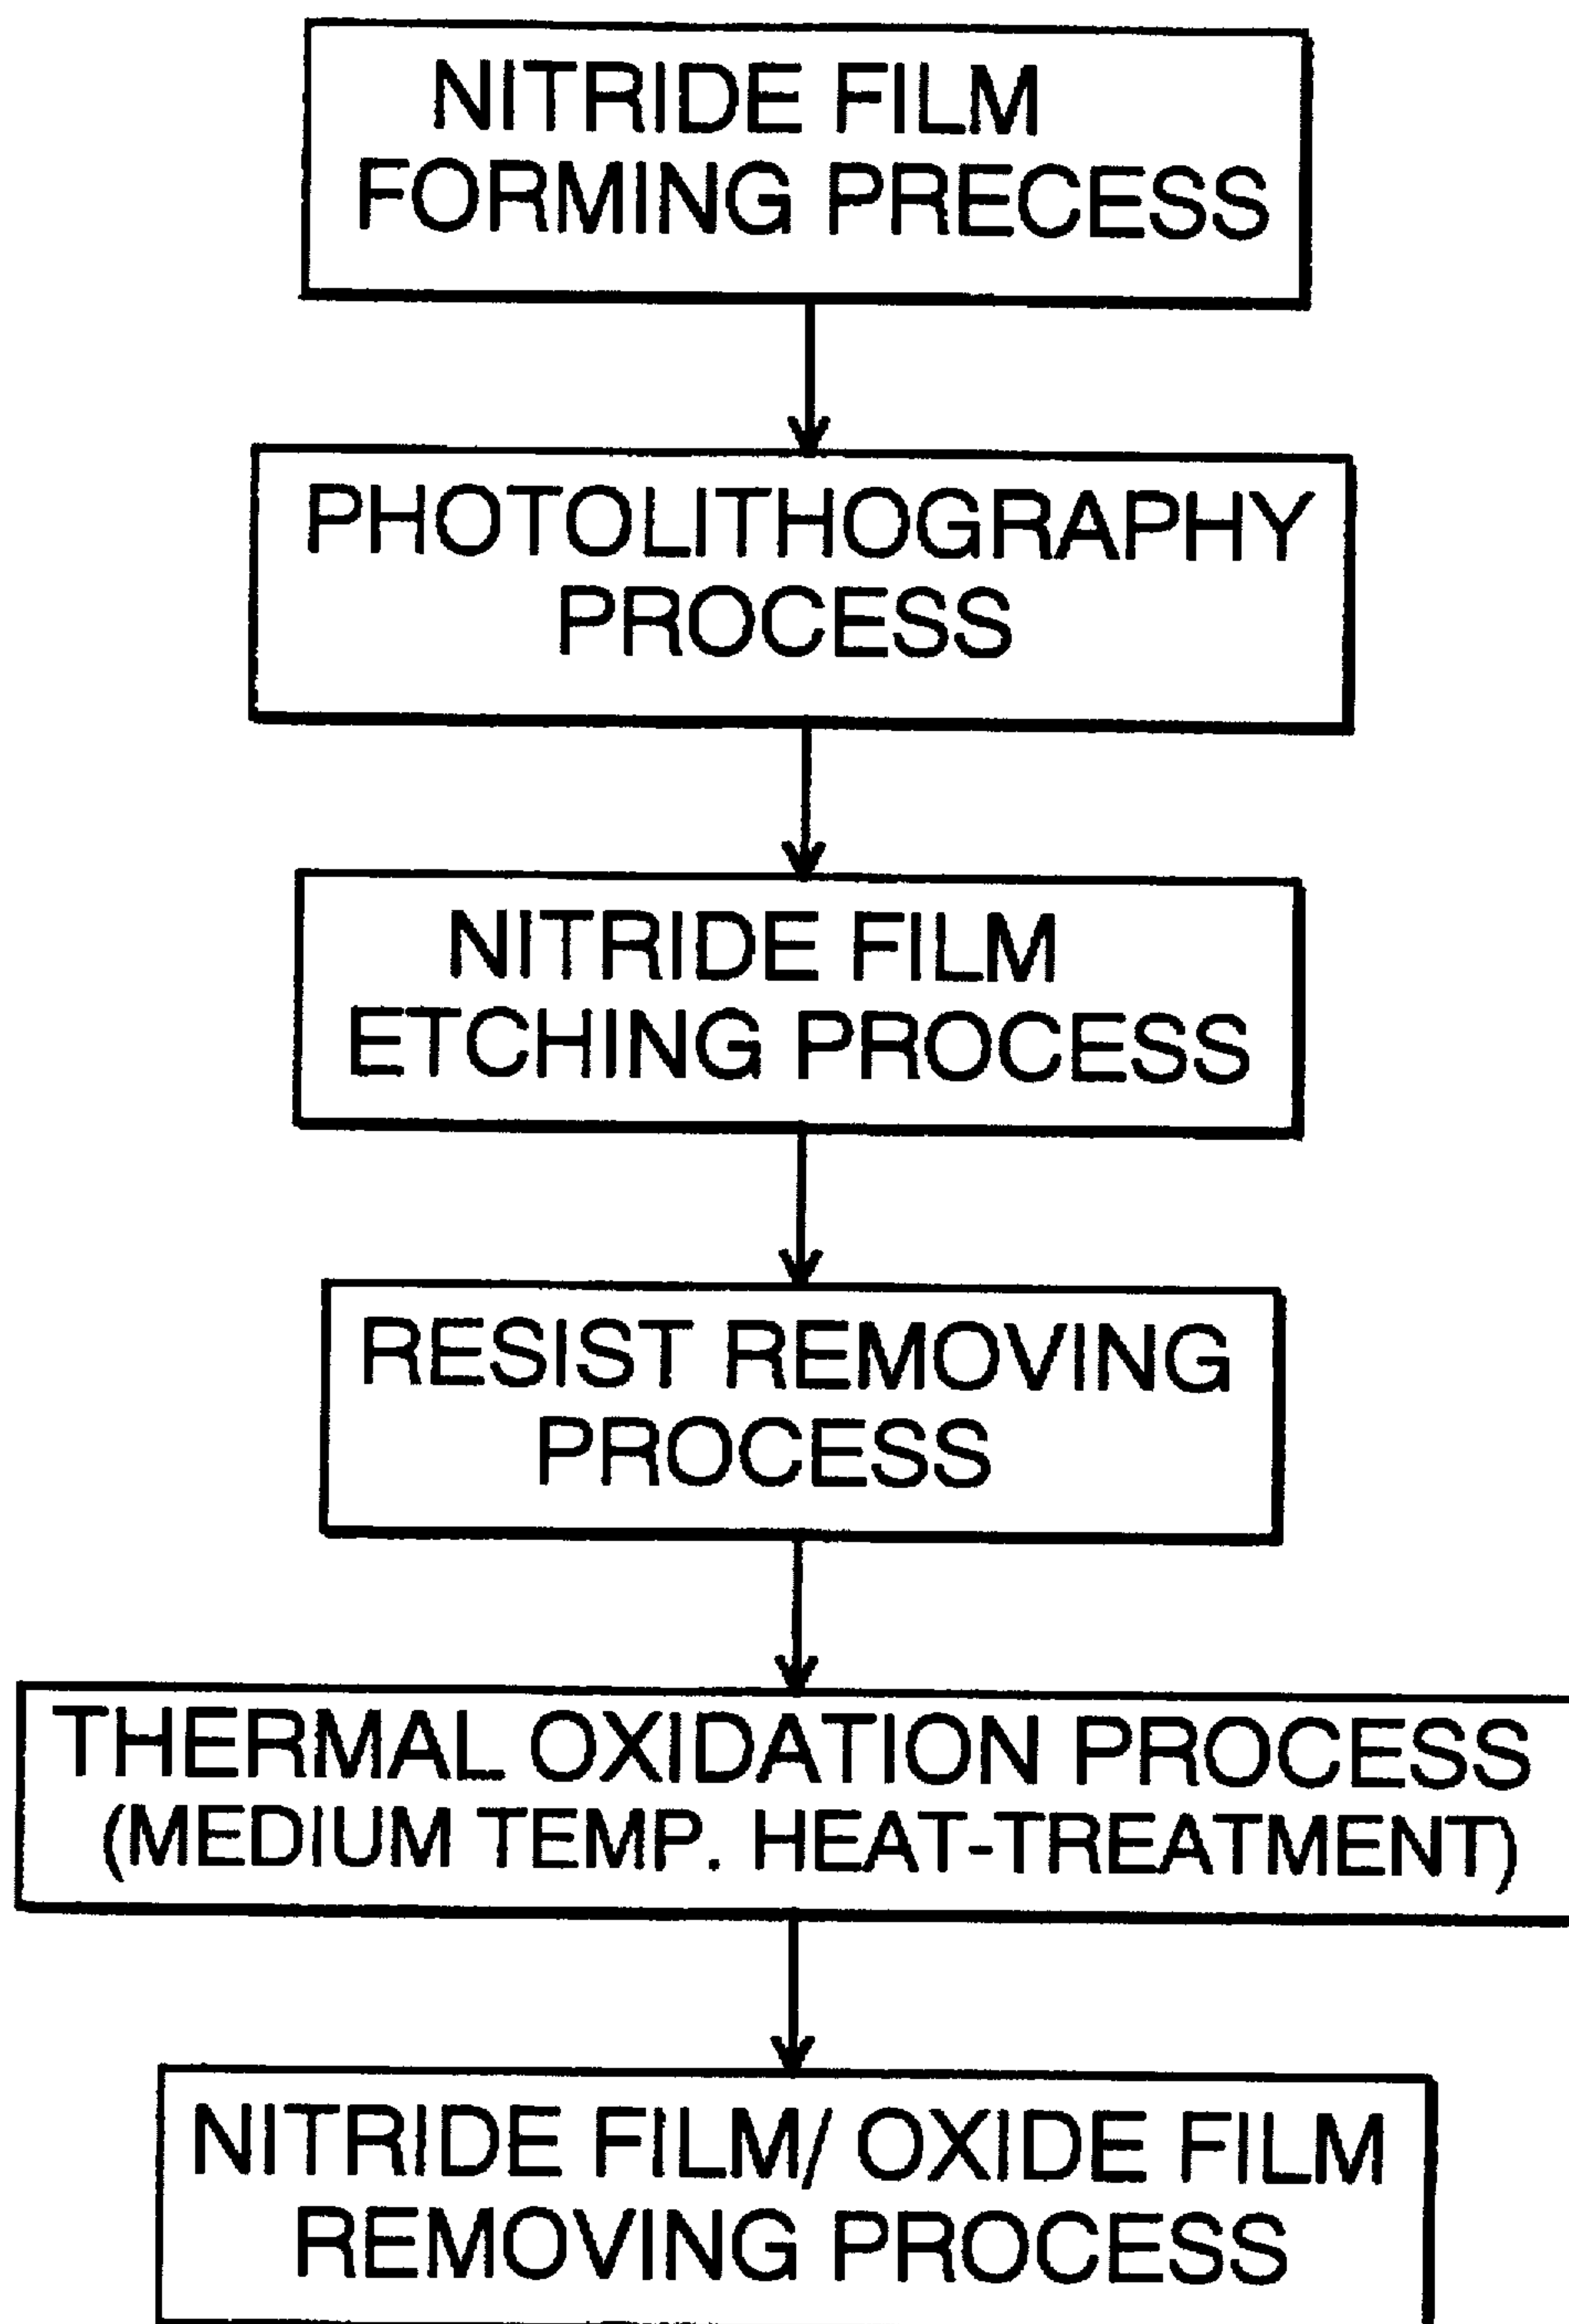 NITRIDE FILM
FORMING PRECESS
PHOTOLITHOGRAPHY
PROCESS
NITRIDE FILM
ETCHING PROCESS
RESIST REMOVING
PROCESS
THERMAL OXIDATION PROCESS
(MEDIUM TEMP. HEAT-TREATMENT)
NITRIDE FILM/ OXIDE FILM
REMOVING PROCESS